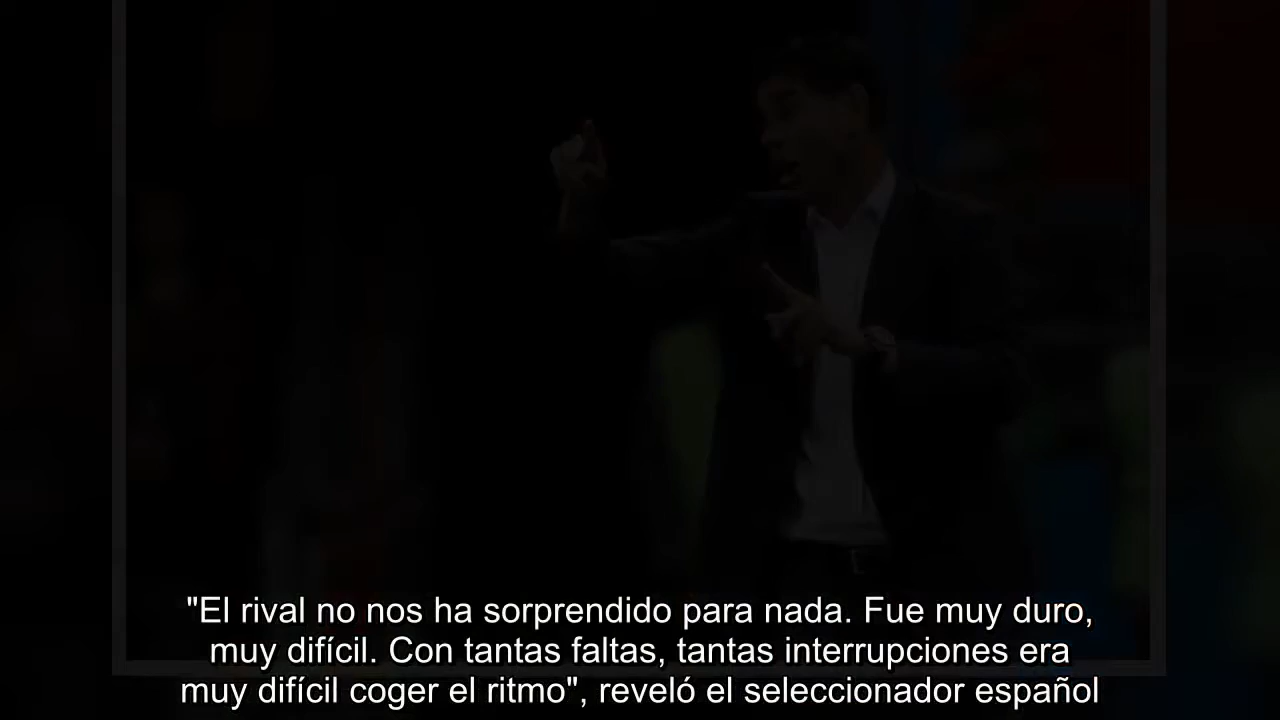 "El rival no nos ha sorprendido para nada. Fue muy duro,
muy difícil. Con tantas faltas, tantas interrupciones era
muy difícil coger el ritmo", reveló el seleccionador español